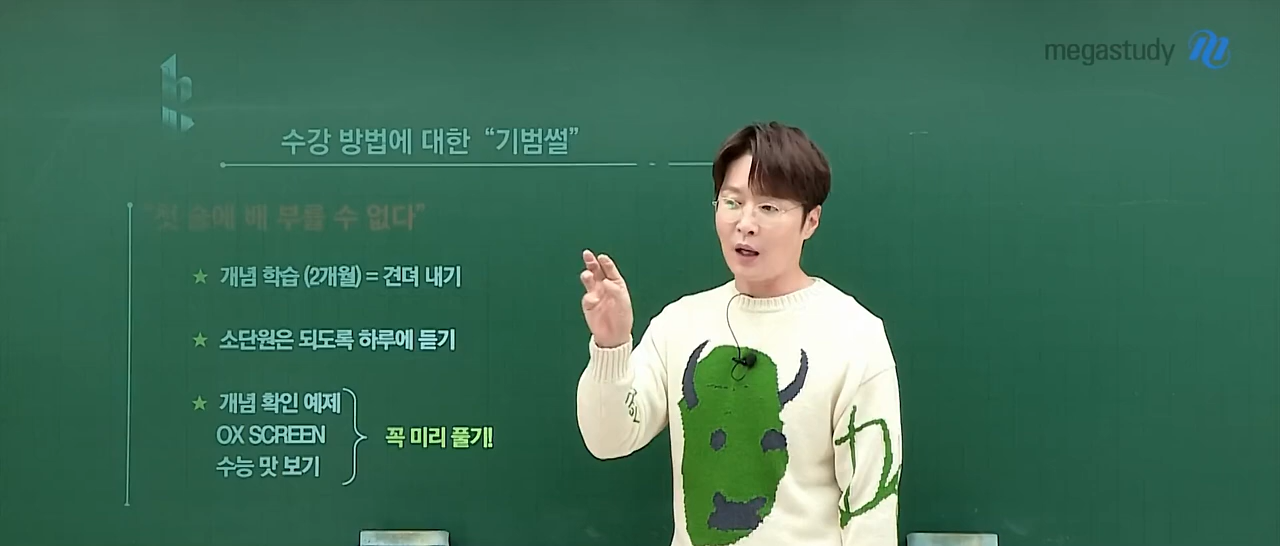 megastudy
수강 방법에 대한 “기범썰”
“첫 술에 배 부를 수 없다”
★ 개념 학습 (2개월) = 견뎌 내기
★ 소단원은 되도록 하루에 듣기
★ 개념 확인 예제
OX SCREEN
수능 맛 보기
꼭 미리 풀기!